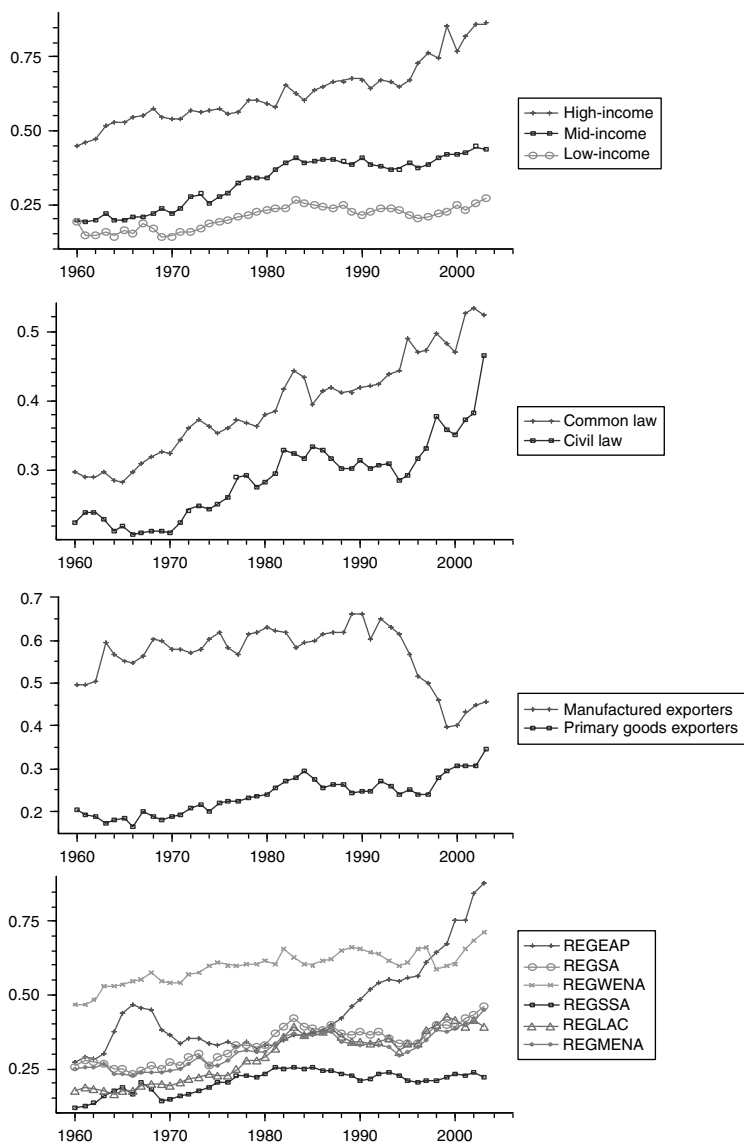 0.75
0.50
0.25
1960 1970 1980 1990 2000
High-income
Mid-income
Low-income
0.5
0.4
0.3
1960 1970 1980 1990 2000
Common law
Civil law
0.7
0.6
0.5
0.4
0.3
0.2
1960 1970 1980 1990 2000
Manufactured exporters
Primary goods exporters
0.75
0.50
0.25
1960 1970 1980 1990 2000
REGEAP
REGSA
REGWENA
REGSSA
REGLAC
REGMENA